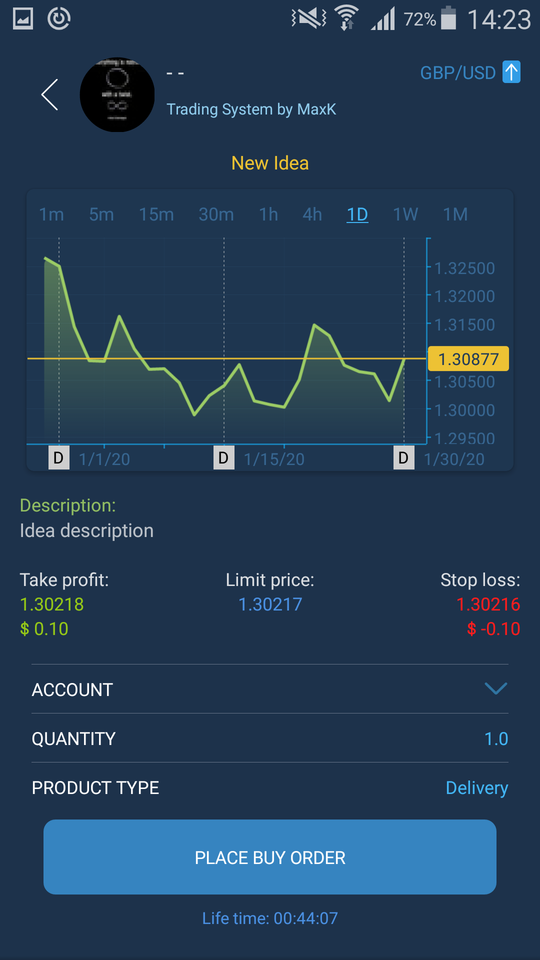 72% 14:23
- -
GBP/USD
Trading System by MaxK
New Idea
1m 5m 15m 30m 1h 4h 1D 1W 1M
1.32500
1.32000
1.31500
1.30877
1.30500
1.30000
1.29500
D 1/1/20 D 1/15/20 D 1/30/20
Description:
Idea description
Take profit: Limit price: Stop loss:
1.30218 1.30217 1.30216
$ 0.10 $ -0.10
ACCOUNT
QUANTITY 1.0
PRODUCT TYPE Delivery
PLACE BUY ORDER
Life time: 00:44:07